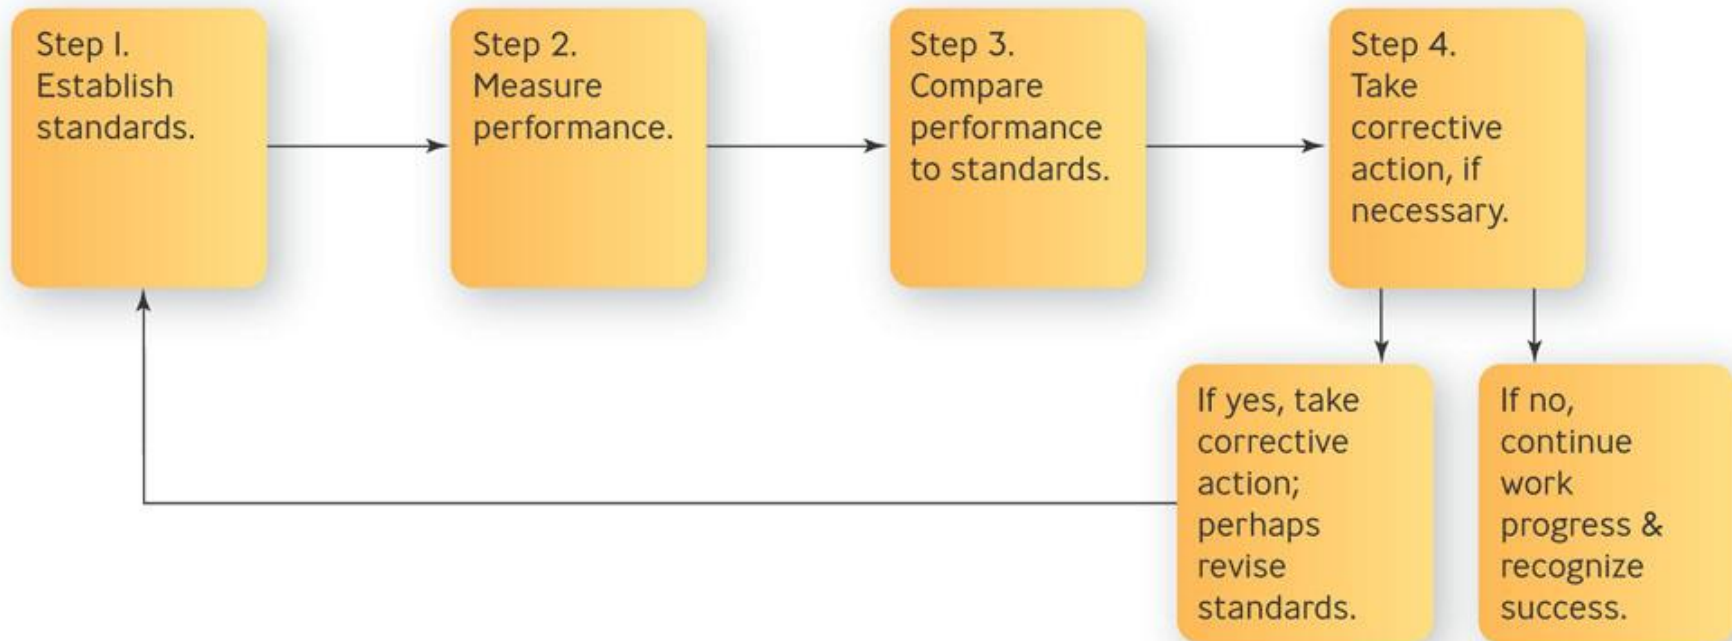 Step 1.
Establish
standards.
Step 2.
Measure
performance.
Step 3.
Compare
performance
to standards.
Step 4.
Take
corrective
action, if
necessary.
If yes, take
corrective
action;
perhaps
revise
standards.
If no,
continue
work
progress &
recognize
success.